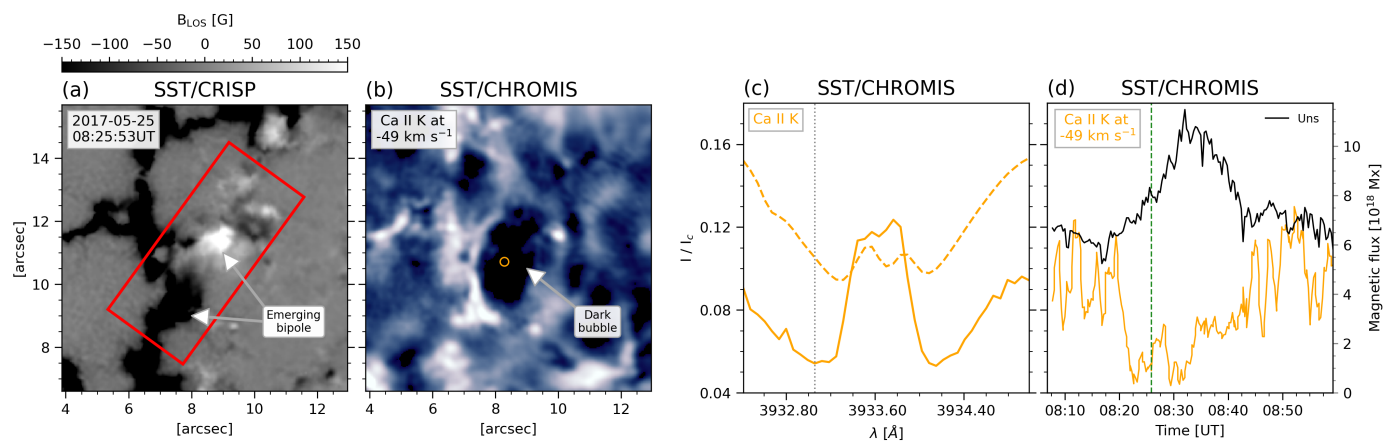 B_LOS [G]
−150 −100 −50 0 50 100 150
(a) SST/CRISP
2017-05-25
08:25:53UT
Emerging
bipole
[arcsec]
14
12
10
8
4 6 8 10 12
[arcsec]
(b) SST/CHROMIS
Ca II K at
-49 km s⁻¹
Dark
bubble
4 6 8 10 12
[arcsec]
(c) SST/CHROMIS
Ca II K
I / I_c
0.16
0.12
0.08
0.04
3932.80 3933.60 3934.40
λ [Å]
(d) SST/CHROMIS
Ca II K at
-49 km s⁻¹
Uns
10
8
6
4
2
0
Magnetic flux [10¹⁸ Mx]
08:10 08:20 08:30 08:40 08:50
Time [UT]